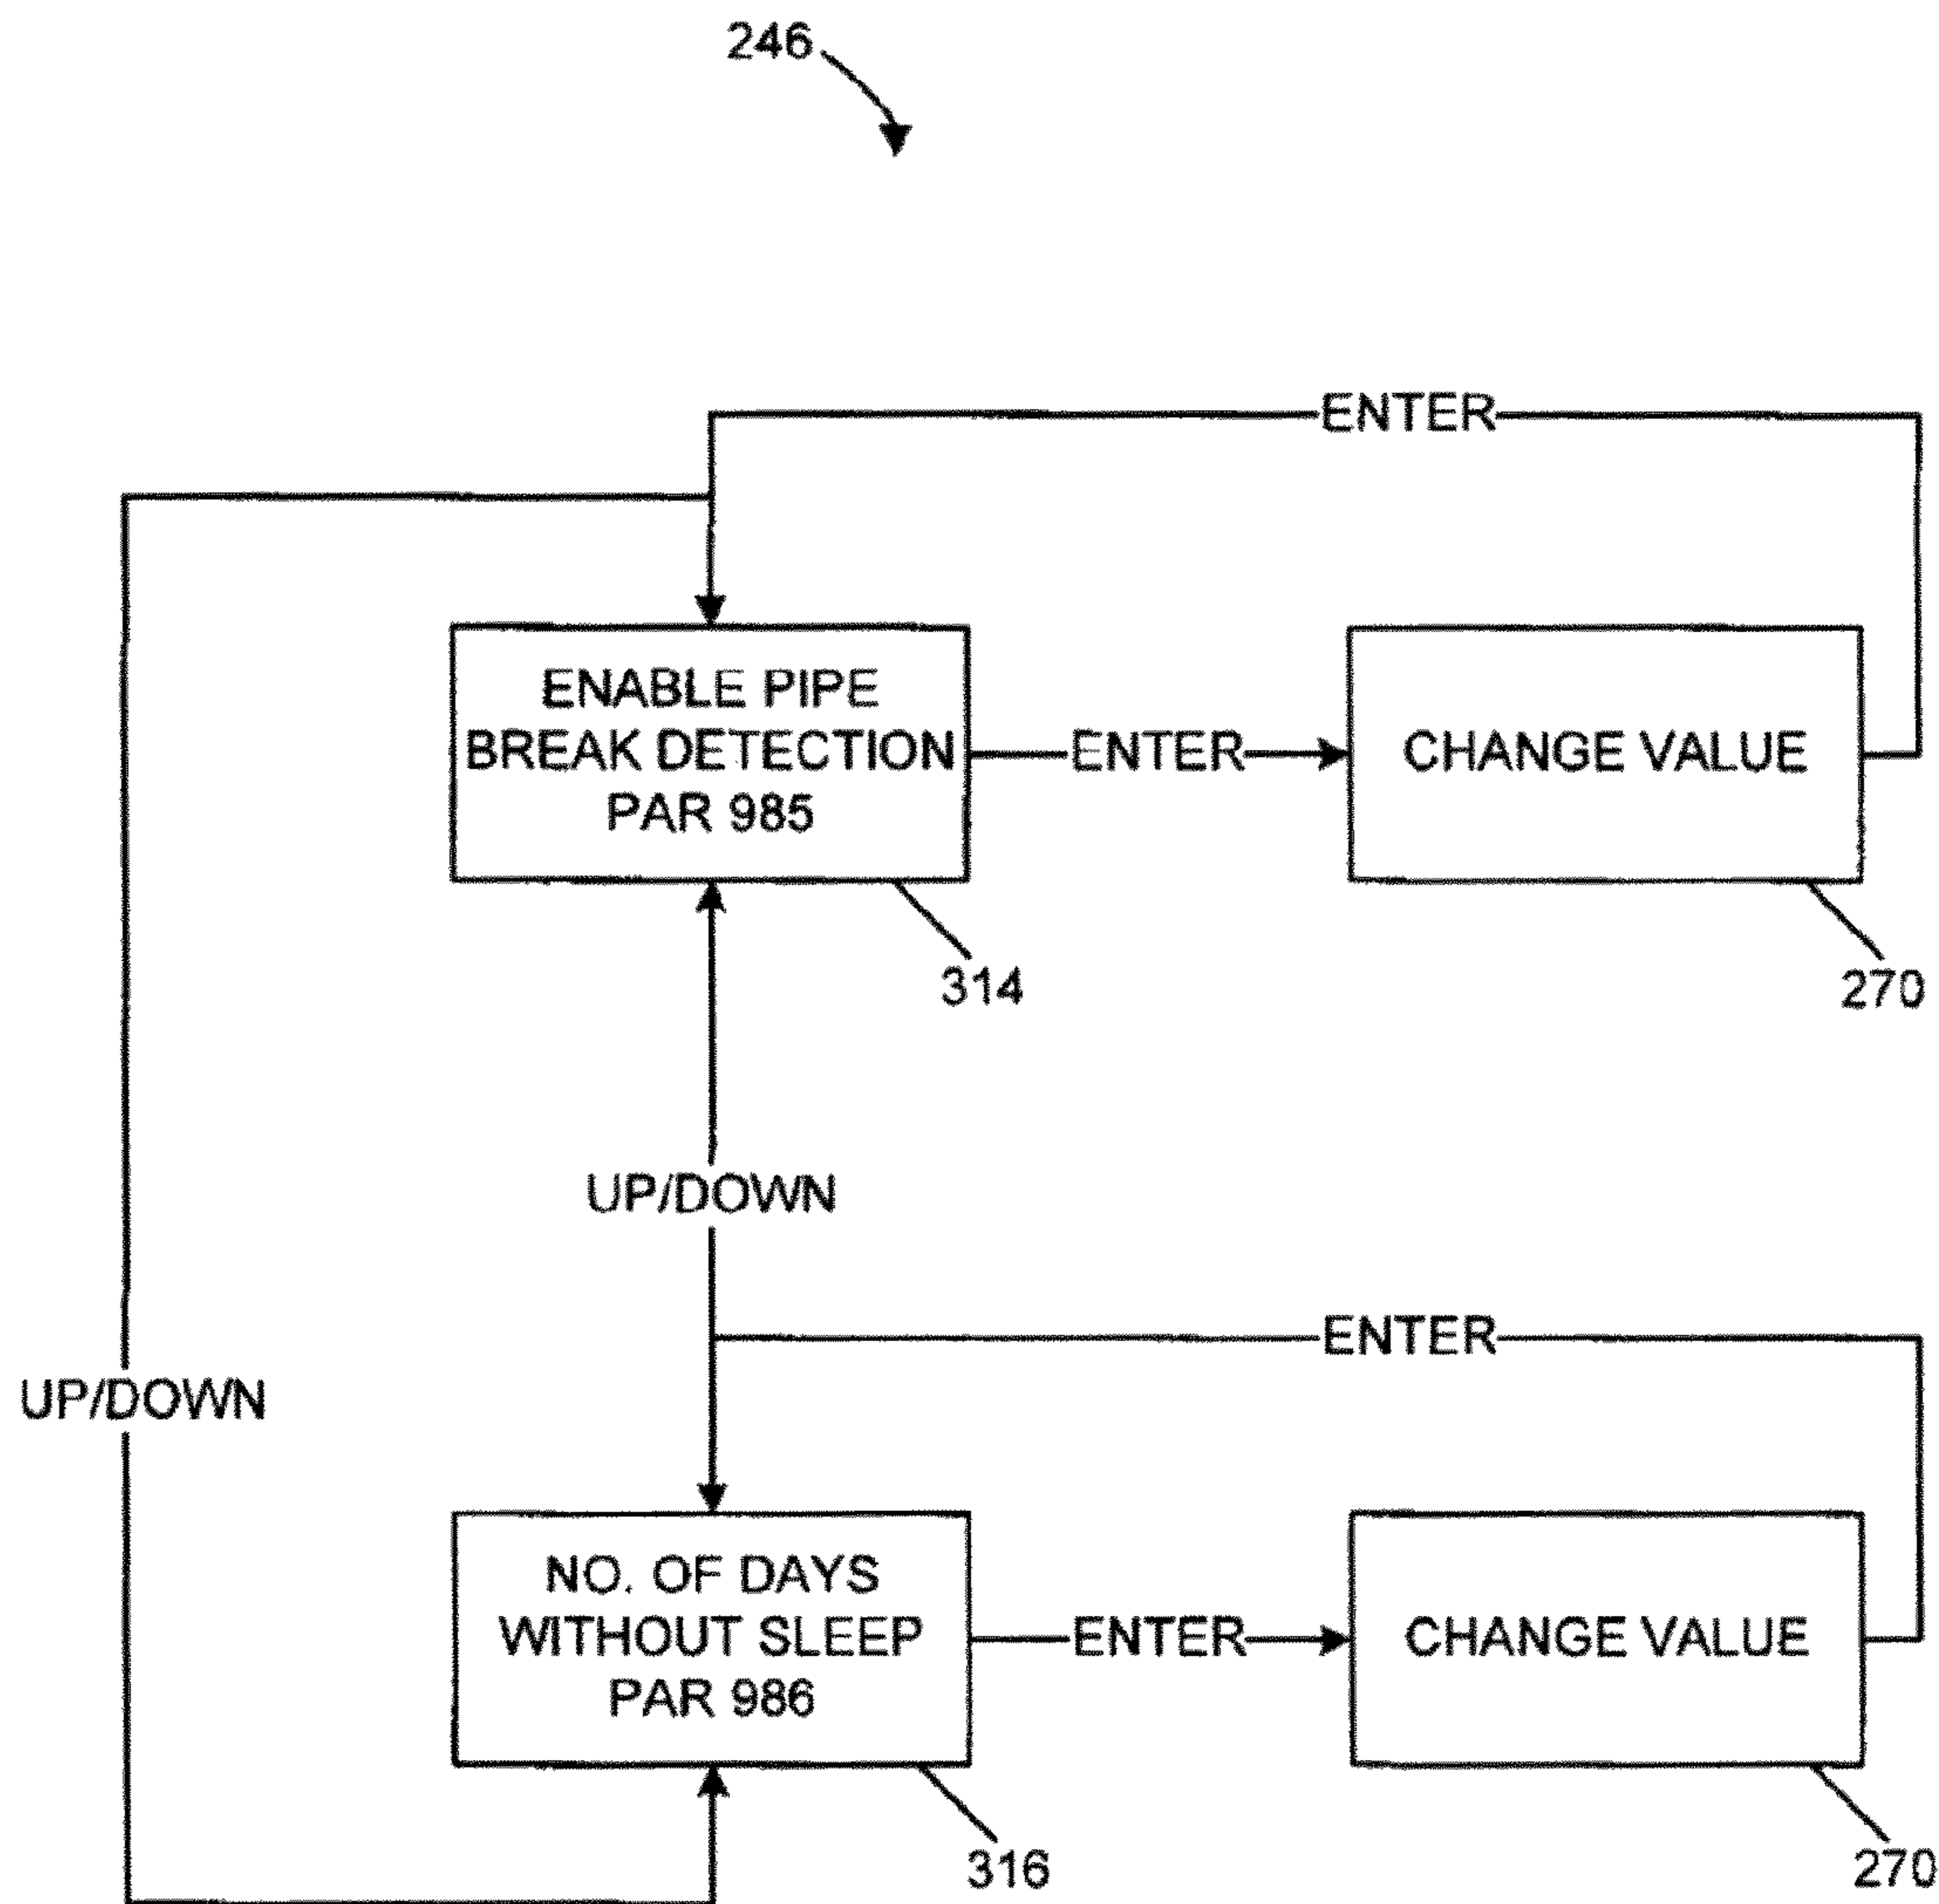 246
ENTER
ENABLE PIPE
BREAK DETECTION
PAR 985
ENTER
CHANGE VALUE
314
270
UP/DOWN
ENTER
UP/DOWN
NO. OF DAYS
WITHOUT SLEEP
PAR 986
ENTER
CHANGE VALUE
316
270